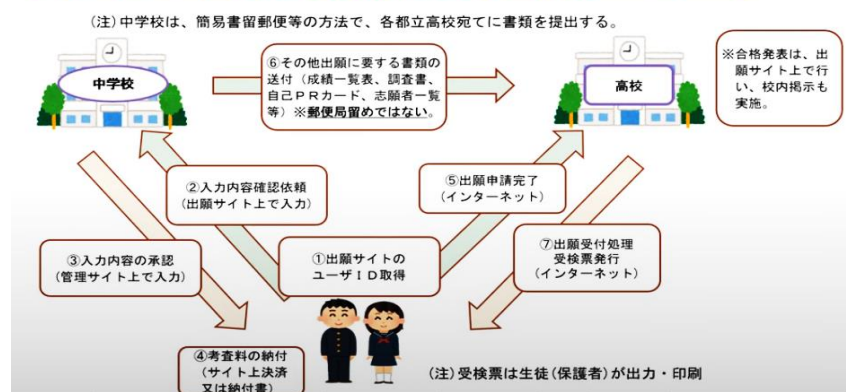 (注)中学校は、簡易書留郵便等の方法で、各都立高校宛てに書類を提出する。
中学校
⑥その他出願に要する書類の
送付(成績一覧表、調査書、
自己PRカード、志願者一覧
等)※郵便局留めではない。
高校
※合格発表は、出
願サイト上で行
い、校内掲示も
実施。
②入力内容確認依頼
(出願サイト上で入力)
⑤出願申請完了
(インターネット)
③入力内容の承認
(管理サイト上で入力)
①出願サイトの
ユーザID取得
⑦出願受付処理
受検票発行
(インターネット)
④考査料の納付
(サイト上決済
又は納付書)
(注)受検票は生徒(保護者)が出力・印刷